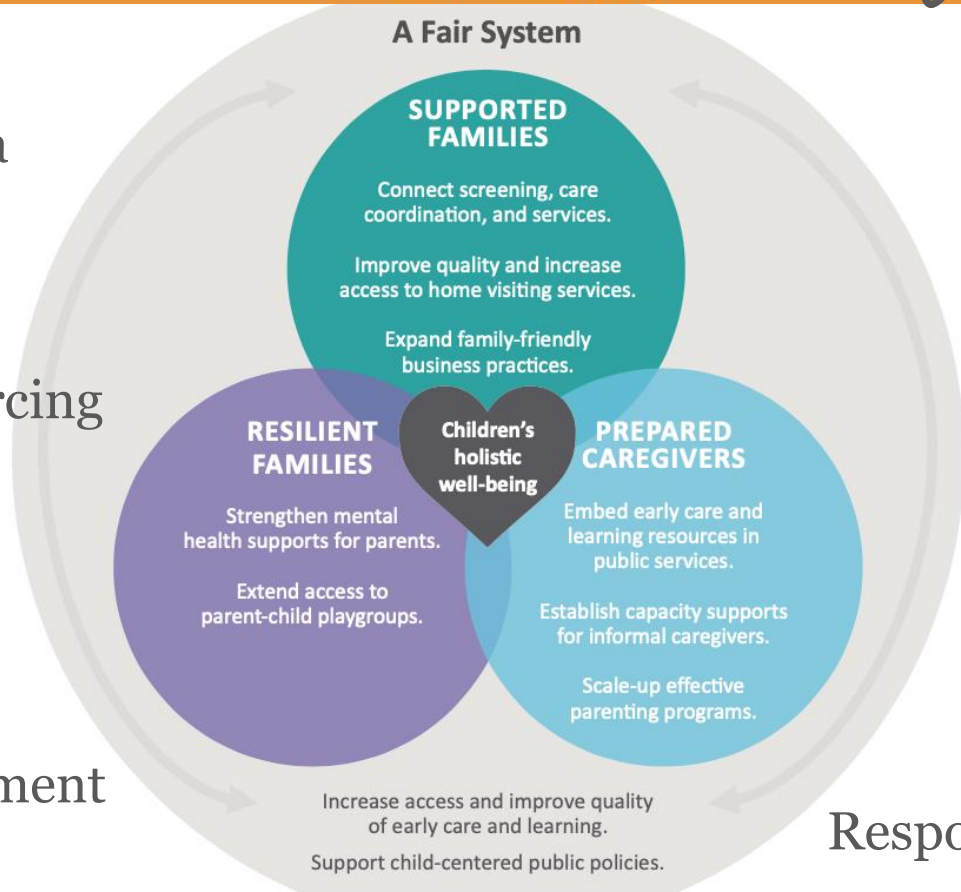 A Fair System
SUPPORTED
FAMILIES
Connect screening, care
coordination, and services.
Improve quality and increase
access to home visiting services.
Expand family-friendly
business practices.
RESILIENT
FAMILIES
Strengthen mental
health supports for parents.
Extend access to
parent-child playgroups.
Children's
holistic
well-being
PREPARED
CAREGIVERS
Embed early care and
learning resources in
public services.
Establish capacity supports
for informal caregivers.
Scale-up effective
parenting programs.
Increase access and improve quality
of early care and learning.
Support child-centered public policies.